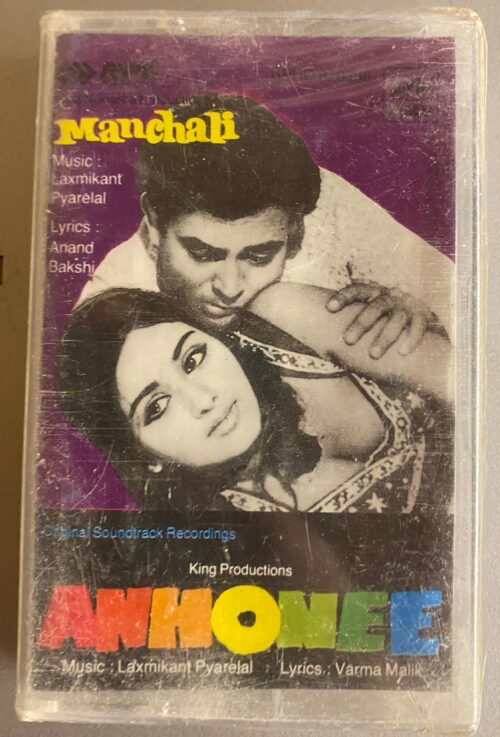 Manchali
Music :
Laxmikant
Pyarelal
Lyrics :
Anand
Bakshi
Original Soundtrack Recordings
King Productions
ANHONEE
Music : Laxmikant Pyarelal Lyrics : Varma Malik